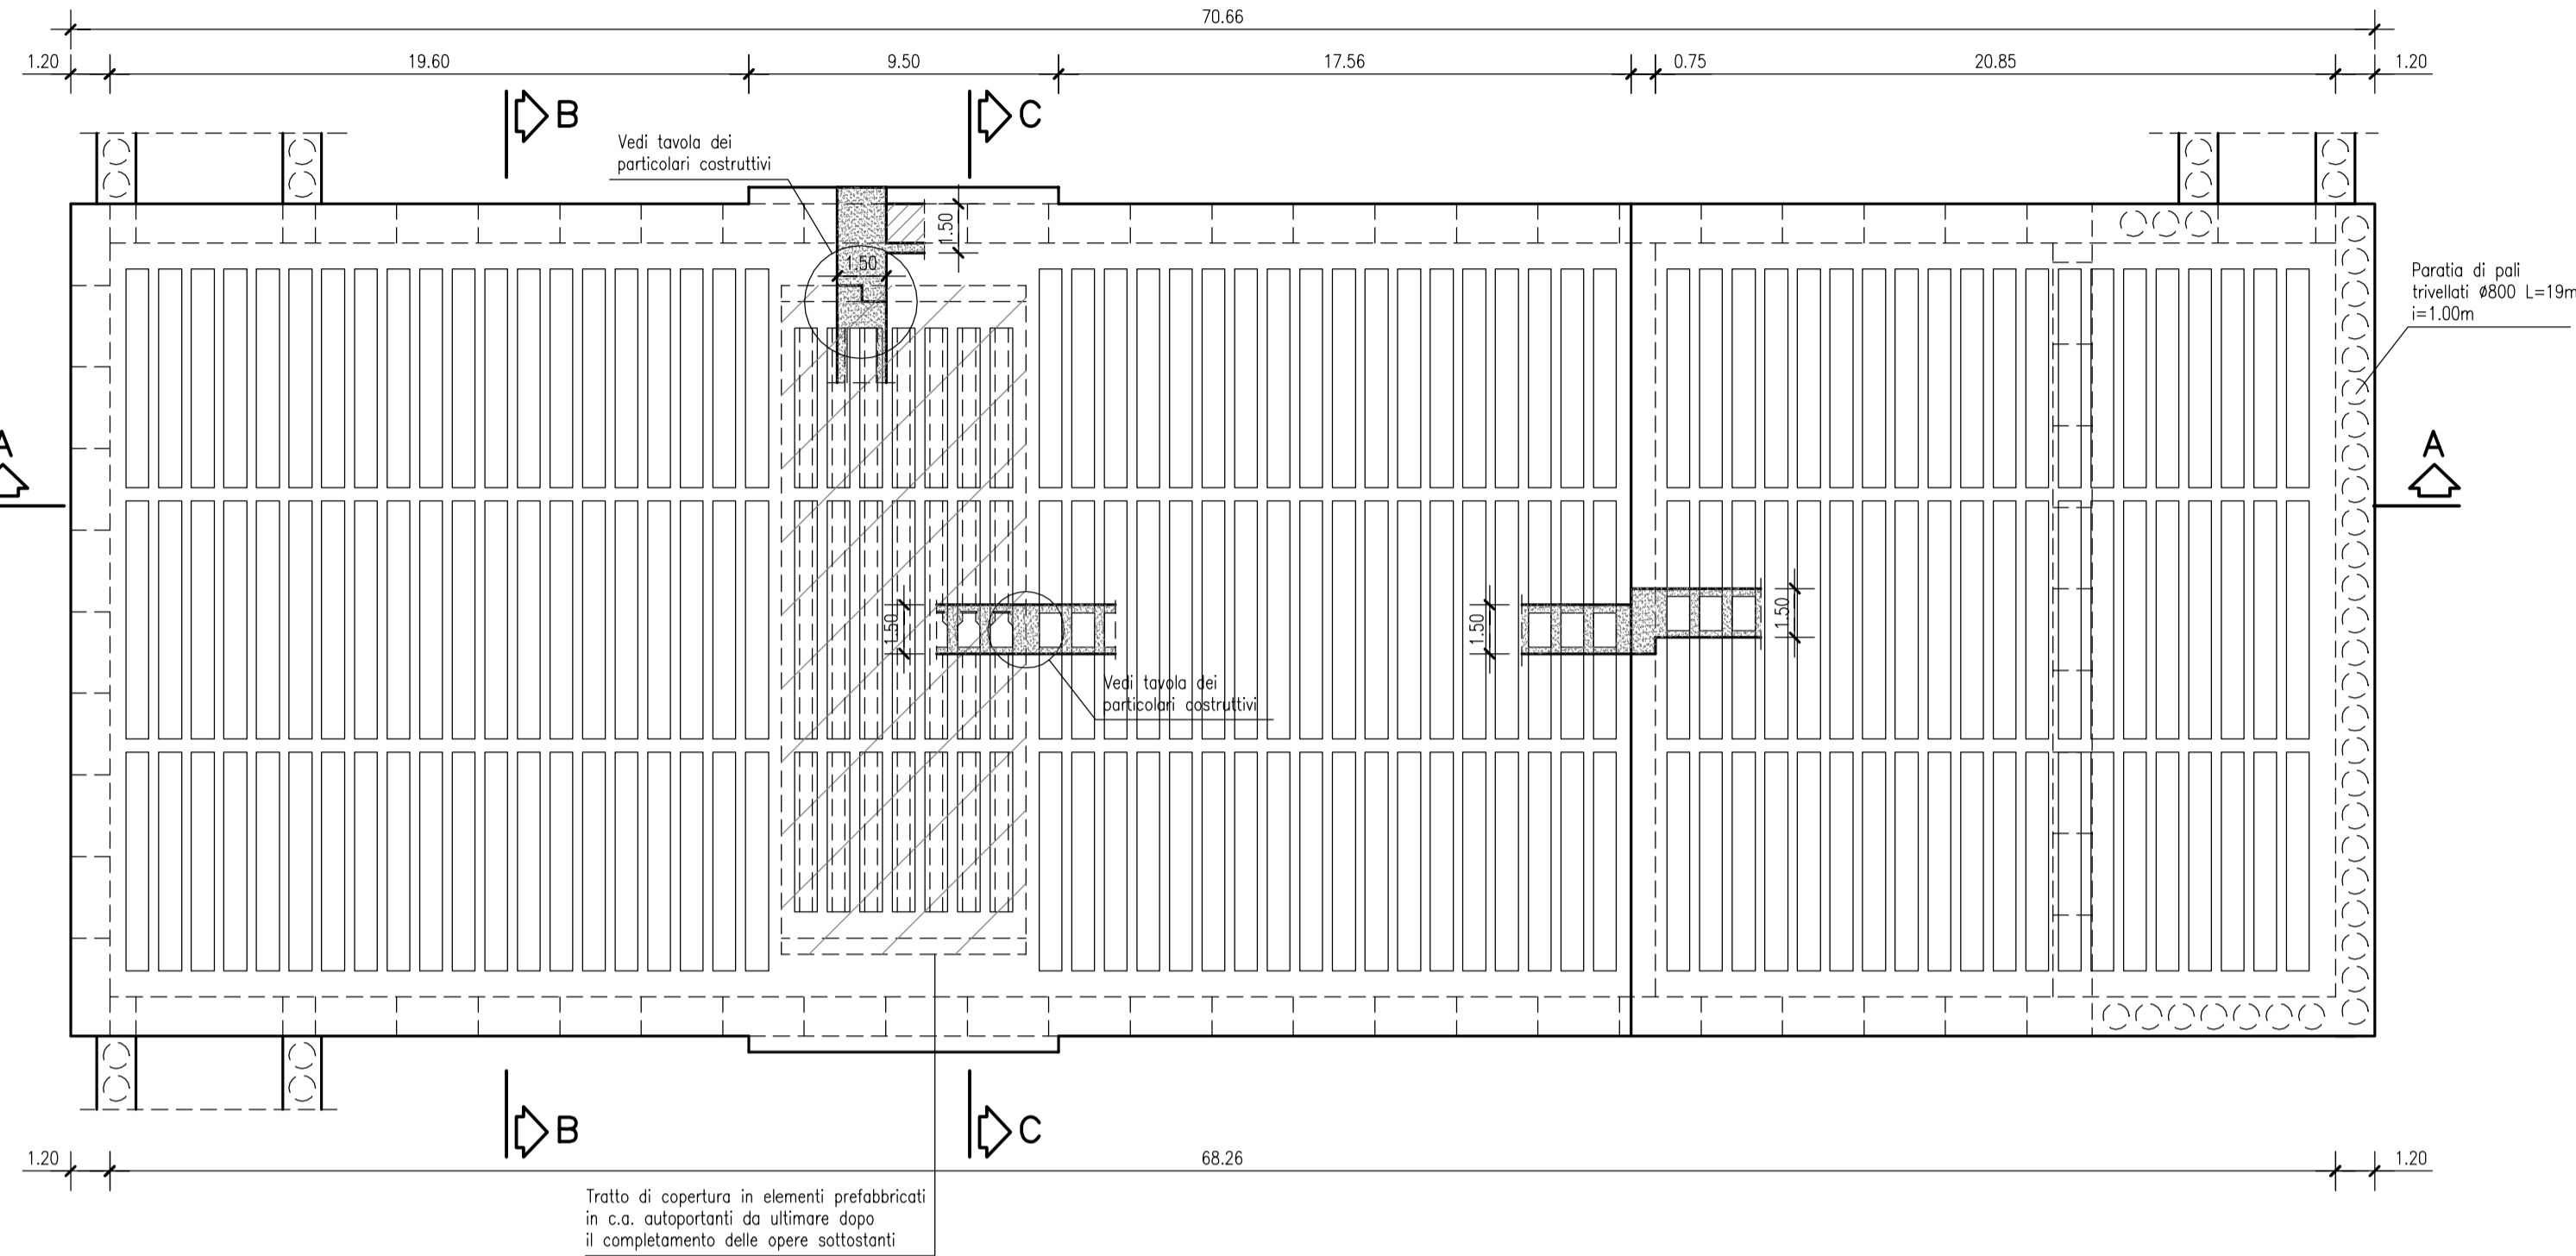 70.66
1.20
19.60
9.50
17.56
0.75
20.85
1.20
B
C
Vedi tavola dei
particolari costruttivi
1.50
1.50
Paratia di pali
trivellati Ø800 L=19m
i=1.00m
A
A
1.50
1.50
1.50
Vedi tavola dei
particolari costruttivi
B
C
1.20
68.26
1.20
Tratto di copertura in elementi prefabbricati
in c.a. autoportanti da ultimare dopo
il completamento delle opere sottostanti